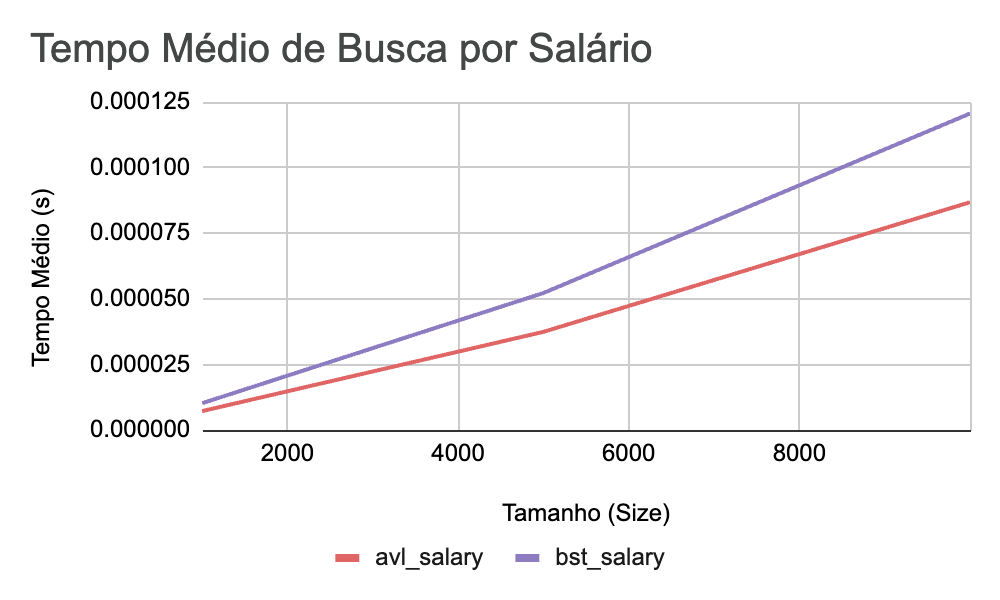 Tempo Médio de Busca por Salário
0.000125
0.000100
0.000075
0.000050
0.000025
0.000000
Tempo Médio (s)
2000 4000 6000 8000
Tamanho (Size)
avl_salary bst_salary